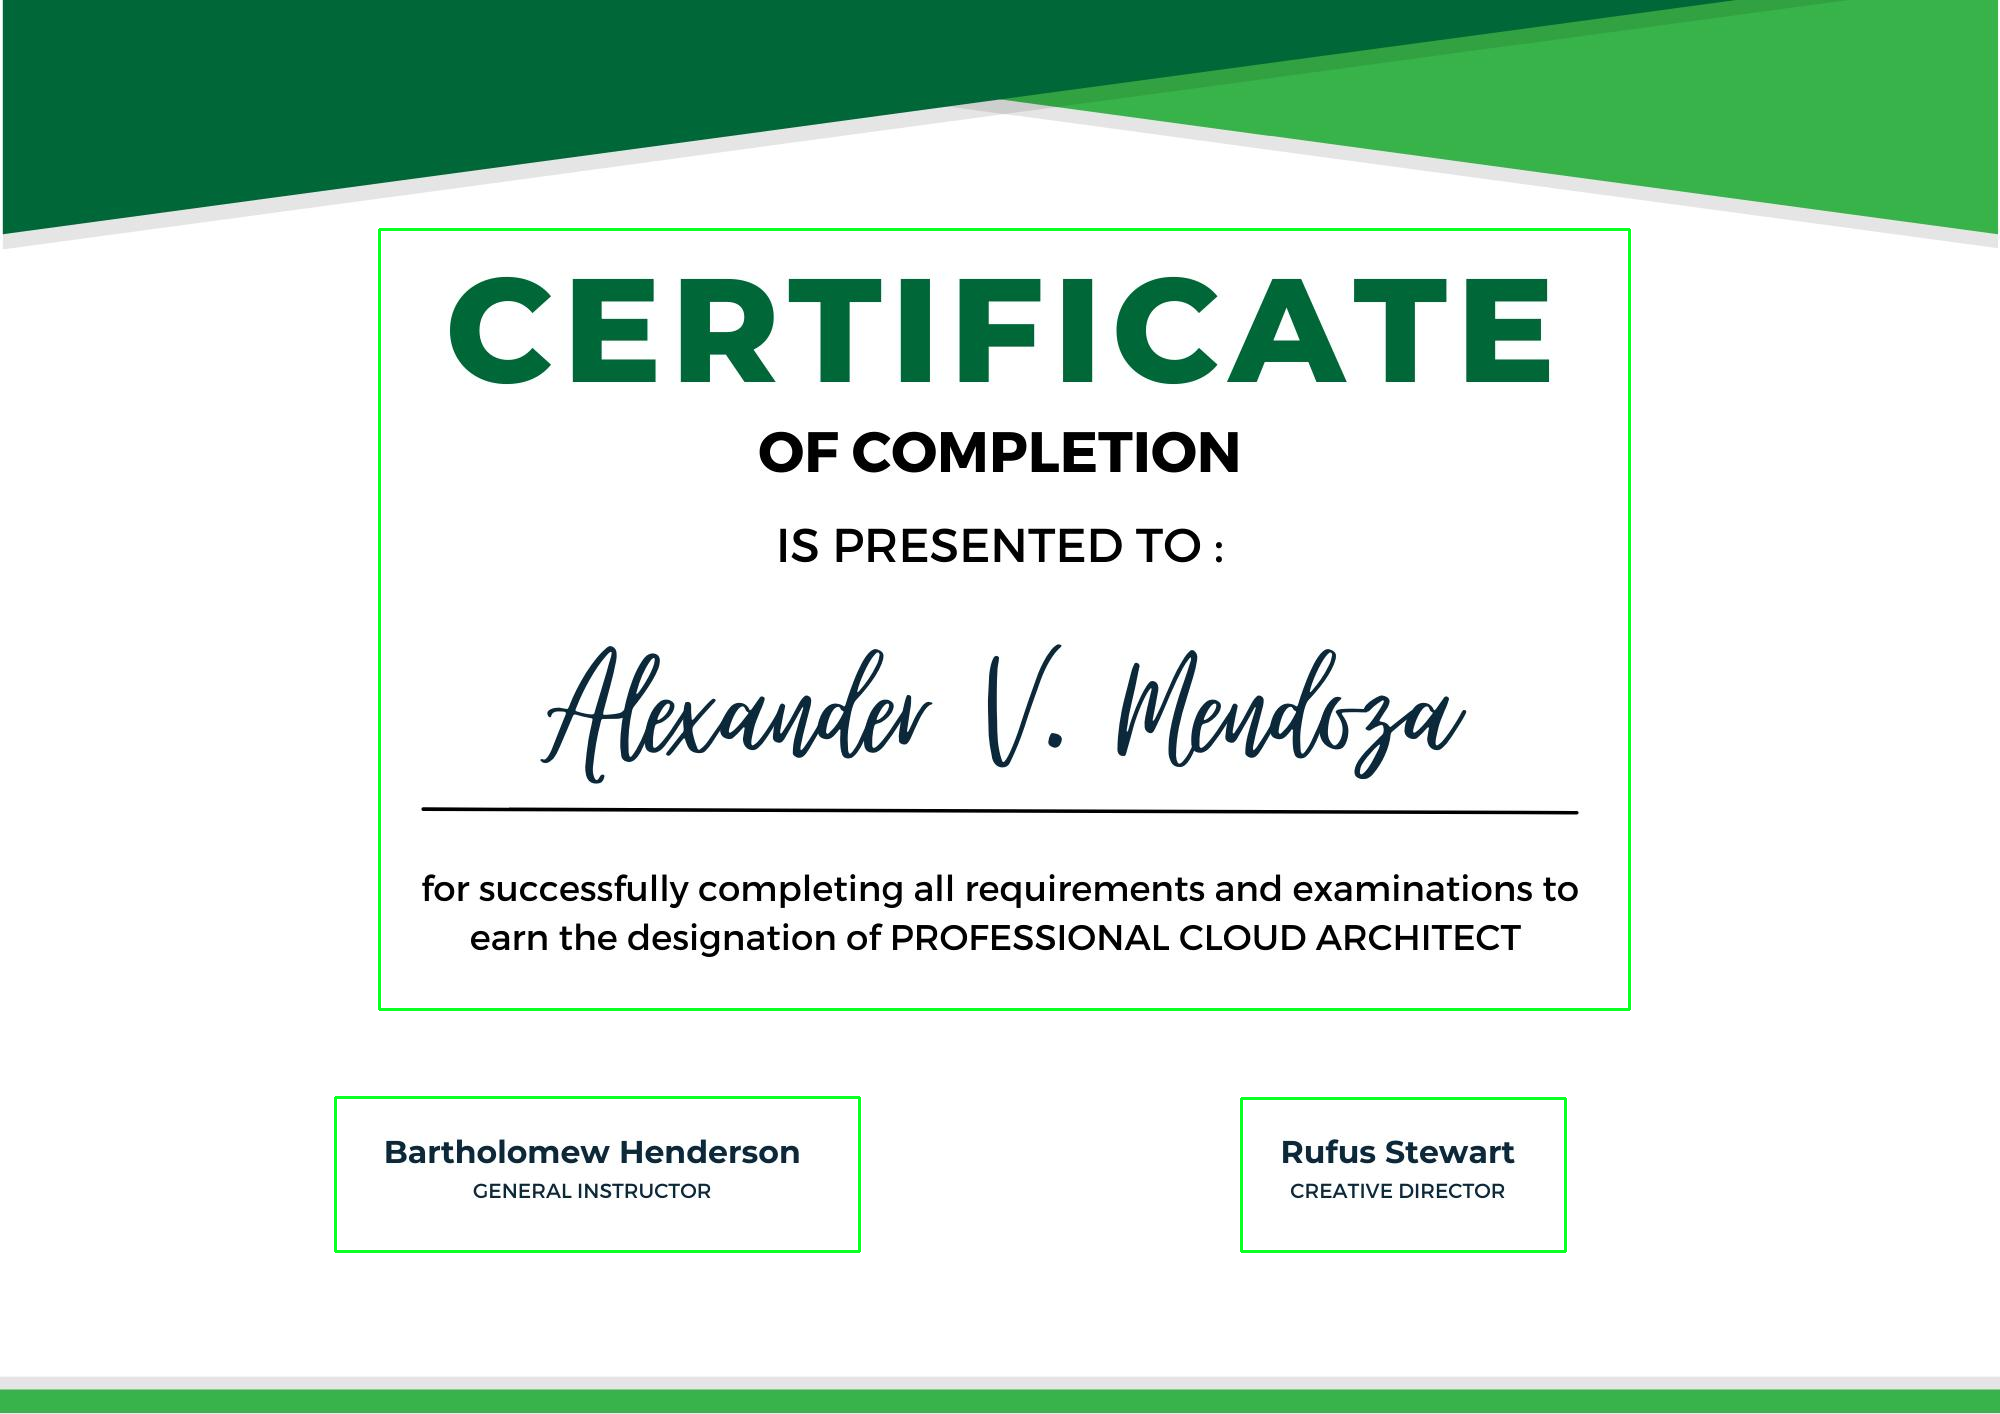 CERTIFICATE
OF COMPLETION
IS PRESENTED TO :
Alexander V. Mendoza
for successfully completing all requirements and examinations to
earn the designation of PROFESSIONAL CLOUD ARCHITECT
Bartholomew Henderson
GENERAL INSTRUCTOR
Rufus Stewart
CREATIVE DIRECTOR